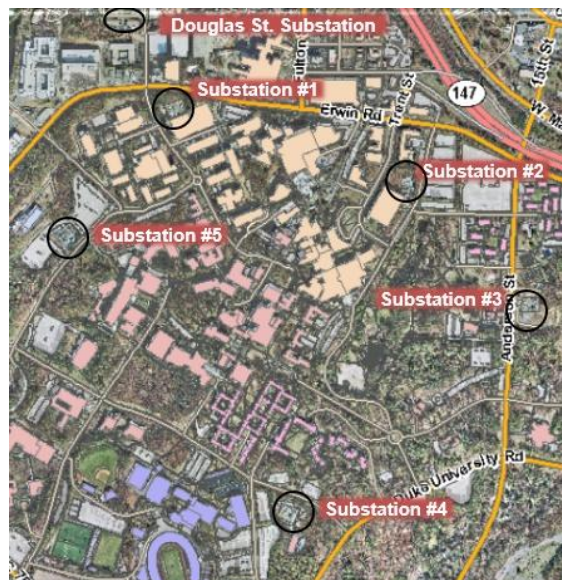 Douglas St. Substation
Substation #1
Erwin Rd
Trent St
147
15th St
Substation #2
Substation #5
Substation #3
Anderson St
Duke University Rd
Substation #4